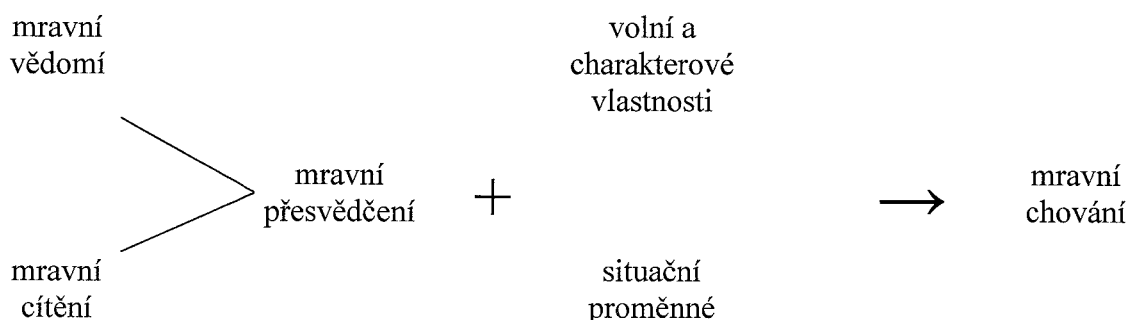 mravní
vědomí
volní a
charakterové
vlastnosti
mravní
přesvědčení
+
→
mravní
chování
mravní
cítění
situační
proměnné